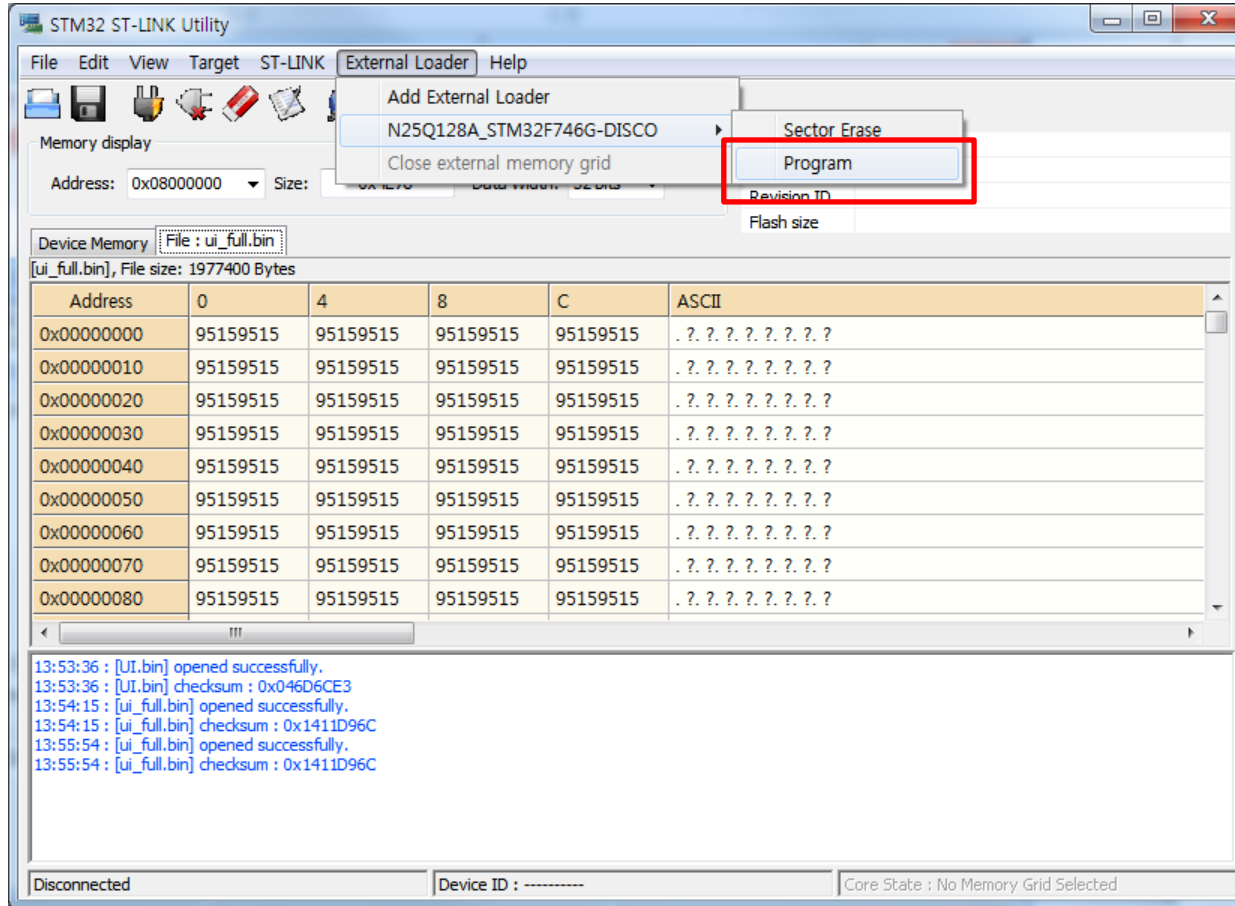 STM32 ST-LINK Utility
File Edit View Target ST-LINK External Loader Help
Add External Loader
N25Q128A_STM32F746G-DISCO
Close external memory grid
Sector Erase
Program
Memory display
Address: 0x08000000 Size: Data Width: 32 bits
Revision ID
Flash size
Device Memory File : ui_full.bin
[ui_full.bin], File size: 1977400 Bytes
Address 0 4 8 C ASCII
0x00000000 95159515 95159515 95159515 95159515 . ?. ?. ?. ?. ?. ?. ?. ?
0x00000010 95159515 95159515 95159515 95159515 . ?. ?. ?. ?. ?. ?. ?. ?
0x00000020 95159515 95159515 95159515 95159515 . ?. ?. ?. ?. ?. ?. ?. ?
0x00000030 95159515 95159515 95159515 95159515 . ?. ?. ?. ?. ?. ?. ?. ?
0x00000040 95159515 95159515 95159515 95159515 . ?. ?. ?. ?. ?. ?. ?. ?
0x00000050 95159515 95159515 95159515 95159515 . ?. ?. ?. ?. ?. ?. ?. ?
0x00000060 95159515 95159515 95159515 95159515 . ?. ?. ?. ?. ?. ?. ?. ?
0x00000070 95159515 95159515 95159515 95159515 . ?. ?. ?. ?. ?. ?. ?. ?
0x00000080 95159515 95159515 95159515 95159515 . ?. ?. ?. ?. ?. ?. ?. ?
13:53:36 : [UI.bin] opened successfully.
13:53:36 : [UI.bin] checksum : 0x046D6CE3
13:54:15 : [ui_full.bin] opened successfully.
13:54:15 : [ui_full.bin] checksum : 0x1411D96C
13:55:54 : [ui_full.bin] opened successfully.
13:55:54 : [ui_full.bin] checksum : 0x1411D96C
Disconnected Device ID : ---------- Core State : No Memory Grid Selected